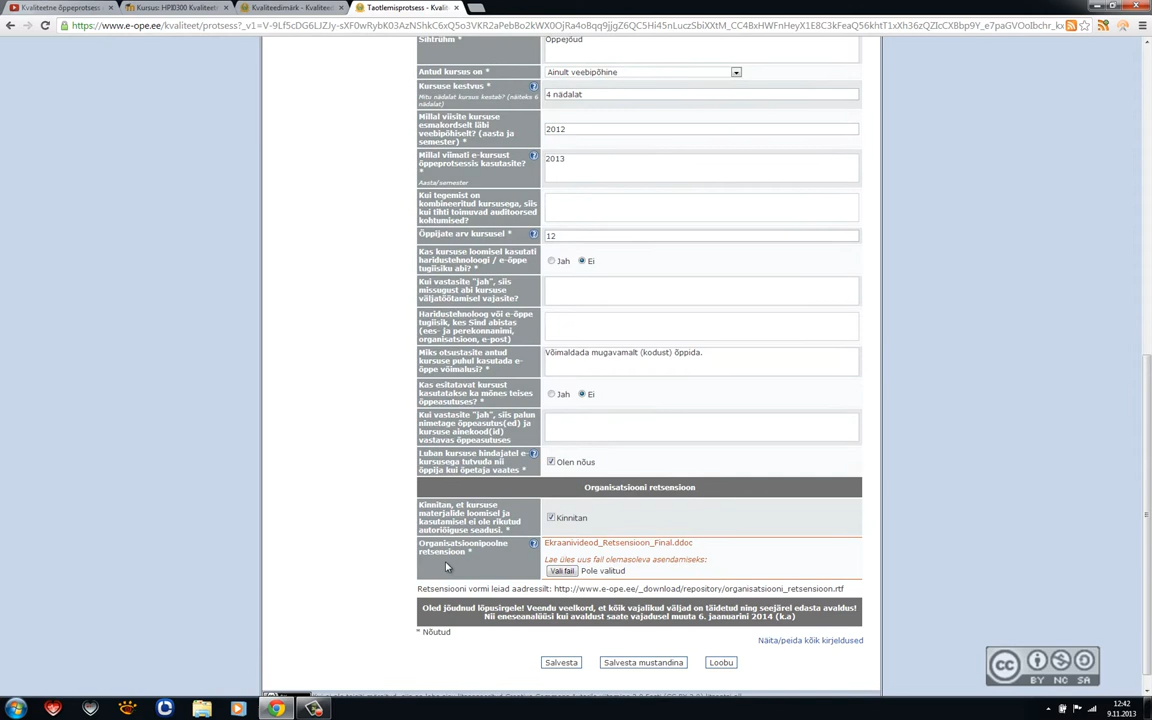 Kvaliteetne õppeprotsess
Kursus: HPI0300 Kvaliteetn
Kvaliteedimärk - Kvaliteet
Taotlemisprotsess - Kvalit
Sihtrühm *
Õppejõud
Antud kursus on *
Ainult veebipõhine
Kursuse kestvus *
Mitu nädalat kursus kestab? (näiteks 6 nädalat)
4 nädalat
Millal viisite kursuse
esmakordselt läbi
veebipõhiselt? (aasta ja
semester) *
2012
Millal viimati e-kursust
õppeprotsessis kasutasite?
*
Aasta/semester
2013
Kui tegemist on
kombineeritud kursusega, siis
kui tihti toimuvad auditoorsed
kohtumised?
Õppijate arv kursusel *
12
Kas kursuse loomisel kasutati
haridustehnoloogi / e-õppe
tugiisiku abi? *
Jah Ei
Kui vastasite "jah", siis
missugust abi kursuse
väljatöötamisel vajasite?
Haridustehnoloog või e-õppe
tugiisik, kes Sind abistas
(ees- ja perekonnanimi,
organisatsioon, e-post)
Miks otsustasite antud
kursuse puhul kasutada e-
õppe võimalusi? *
Võimaldada mugavamalt (kodust) õppida.
Kas esitatavat kursust
kasutatakse ka mõnes teises
õppeasutuses? *
Jah Ei
Kui vastasite "jah", siis palun
nimetage õppeasutus(ed) ja
kursuse ainekood(id)
vastavas õppeasutuses
Luban kursuse hindajatel e-
kursusega tutvuda nii
õppija kui õpetaja vaates *
Olen nõus
Organisatsiooni retsensioon
Kinnitan, et kursuse
materjalide loomisel ja
kasutamisel ei ole rikutud
autoriõiguse seadusi. *
Kinnitan
Organisatsioonipoolne
retsensioon *
Ekraanivideod_Retsensioon_Final.ddoc
Lae üles uus fail olemasoleva asendamiseks:
Vali fail Pole valitud
Retsensiooni vormi leiad aadressilt: http://www.e-ope.ee/_download/repository/organisatsiooni_retsensioon.rtf
Oled jõudnud lõpusirgele! Veendu veelkord, et kõik vajalikud väljad on täidetud ning seejärel edasta avaldus!
Nii eneseanalüüsi kui avaldust saate vajadusel muuta 6. jaanuarini 2014 (k.a)
* Nõutud
Näita/peida kõik kirjeldused
Salvesta
Salvesta mustandina
Loobu
cc
BY NC SA
12:42
9.11.2013